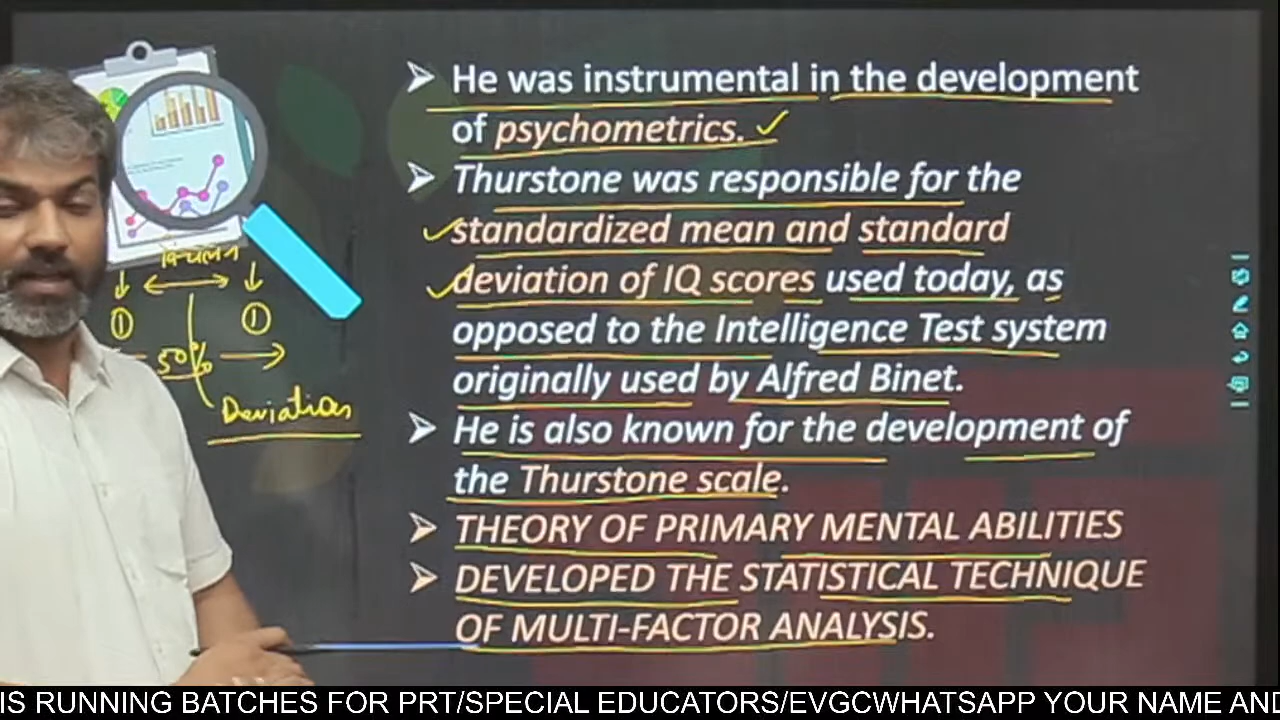 ➤ He was instrumental in the development
of psychometrics. ✓
➤ Thurstone was responsible for the
✓standardized mean and standard
✓deviation of IQ scores used today, as
opposed to the Intelligence Test system
originally used by Alfred Binet.
➤ He is also known for the development of
the Thurstone scale.
➤ THEORY OF PRIMARY MENTAL ABILITIES
➤ DEVELOPED THE STATISTICAL TECHNIQUE
OF MULTI-FACTOR ANALYSIS.
① ①
50%
Deviation
IS RUNNING BATCHES FOR PRT/SPECIAL EDUCATORS/EVGCWHATSAPP YOUR NAME AND